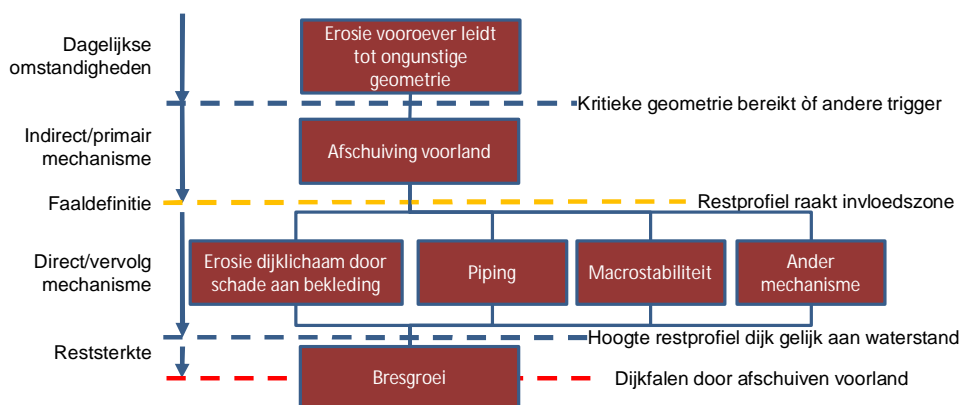 Dagelijkse
omstandigheden
Erosie vooroever leidt
tot ongunstige
geometrie
Kritieke geometrie bereikt òf andere trigger
Indirect/primair
mechanisme
Afschuiving voorland
Faaldefinitie
Restprofiel raakt invloedszone
Direct/vervolg
mechanisme
Erosie dijklichaam door
schade aan bekleding
Piping
Macrostabiliteit
Ander
mechanisme
Hoogte restprofiel dijk gelijk aan waterstand
Reststerkte
Bresgroei
Dijkfalen door afschuiven voorland